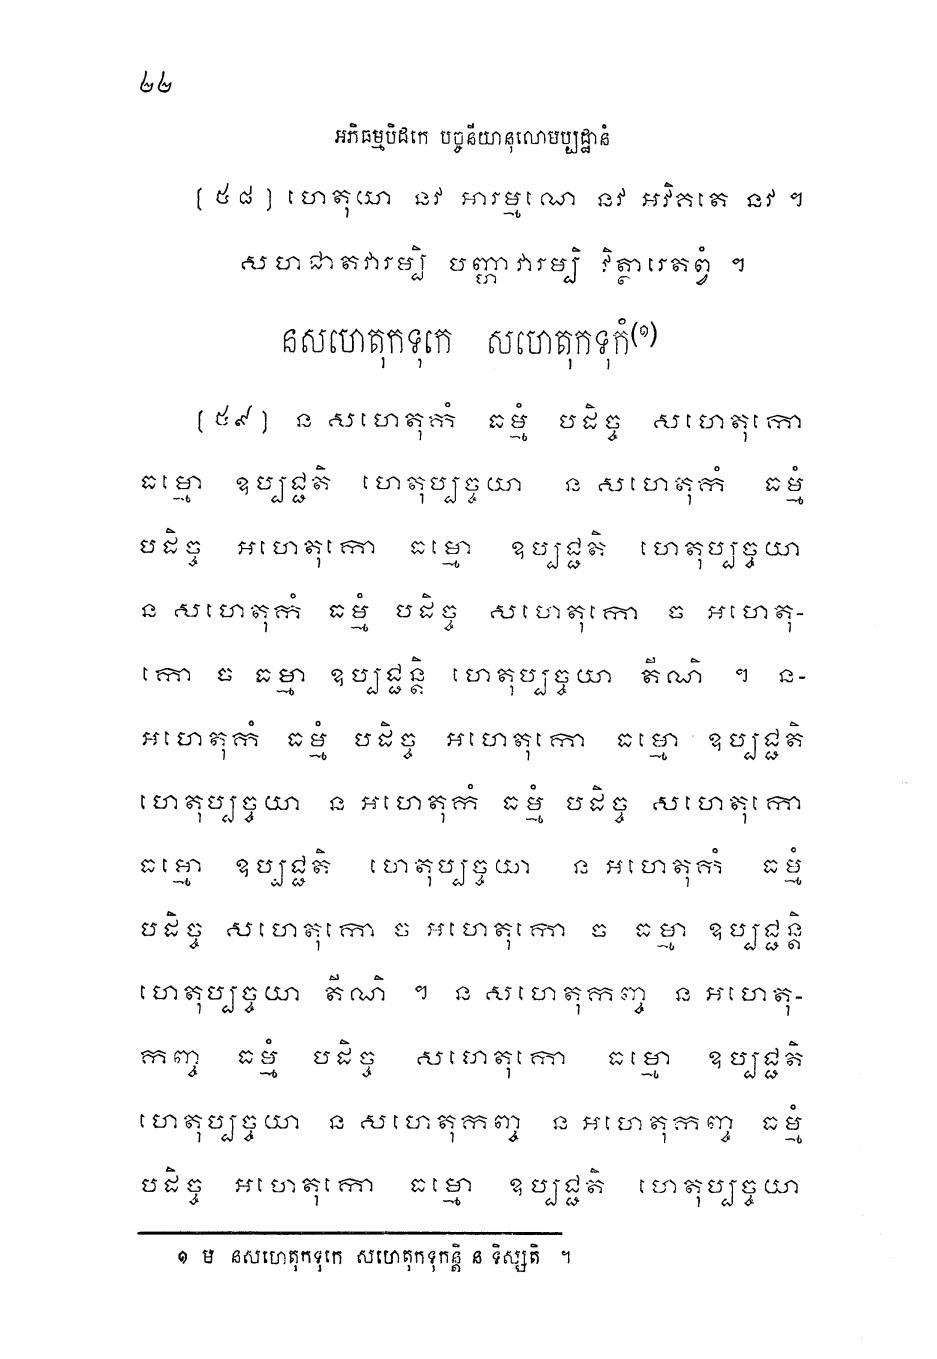 ២២
អភិធម្មបិដកេ បច្ចនីយានុលោមប្បដ្ឋានំ
(៥៨) ហេតុយា នវ អារម្មណេ នវ អវិគតេ នវ ។
សហជាតវារម្បិ បញ្ហាវារម្បិ វិត្ថារេតព្វំ ។
នសហេតុកទុកេ សហេតុកទុកំ(១)
(៥៩) ន សហេតុកំ ធម្មំ បដិច្ច សហេតុកោ
ធម្មោ ឧប្បជ្ជតិ ហេតុប្បច្ចយា ន សហេតុកំ ធម្មំ
បដិច្ច អហេតុកោ ធម្មោ ឧប្បជ្ជតិ ហេតុប្បច្ចយា
ន សហេតុកំ ធម្មំ បដិច្ច សហេតុកោ ច អហេតុ-
កោ ច ធម្មា ឧប្បជ្ជន្តិ ហេតុប្បច្ចយា តីណិ ។ ន-
អហេតុកំ ធម្មំ បដិច្ច អហេតុកោ ធម្មោ ឧប្បជ្ជតិ
ហេតុប្បច្ចយា ន អហេតុកំ ធម្មំ បដិច្ច សហេតុកោ
ធម្មោ ឧប្បជ្ជតិ ហេតុប្បច្ចយា ន អហេតុកំ ធម្មំ
បដិច្ច សហេតុកោ ច អហេតុកោ ច ធម្មា ឧប្បជ្ជន្តិ
ហេតុប្បច្ចយា តីណិ ។ ន សហេតុកញ្ច ន អហេតុ-
កញ្ច ធម្មំ បដិច្ច សហេតុកោ ធម្មោ ឧប្បជ្ជតិ
ហេតុប្បច្ចយា ន សហេតុកញ្ច ន អហេតុកញ្ច ធម្មំ
បដិច្ច អហេតុកោ ធម្មោ ឧប្បជ្ជតិ ហេតុប្បច្ចយា
១ ម នសហេតុកទុកេ សហេតុកទុកន្តិ ន ទិស្សតិ ។